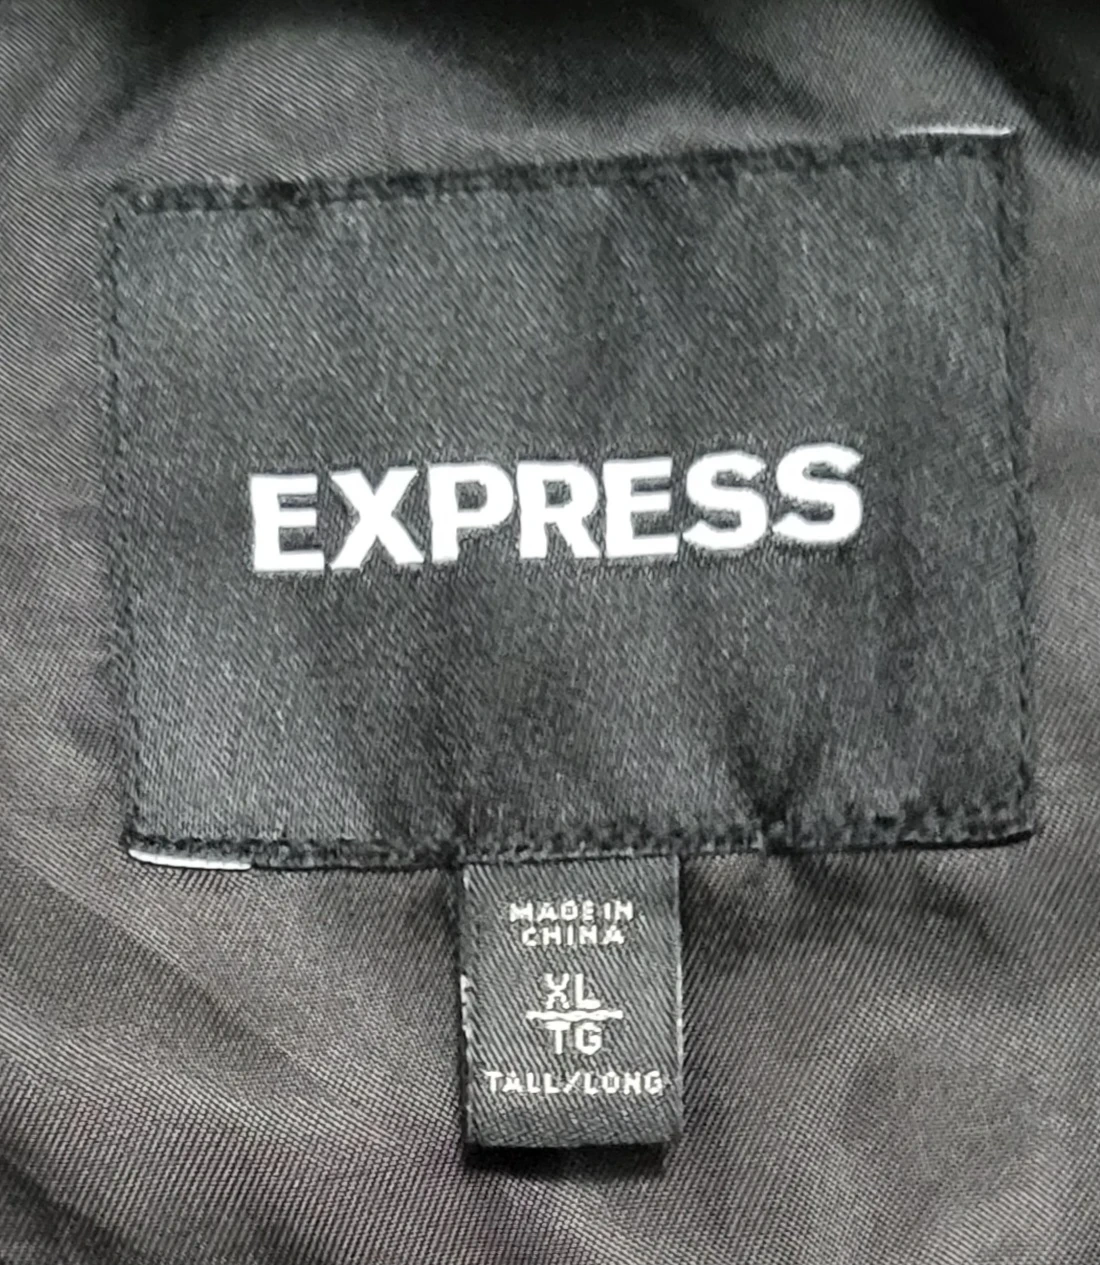 EXPRESS
MADE IN
CHINA
XL
TG
TALL/LONG